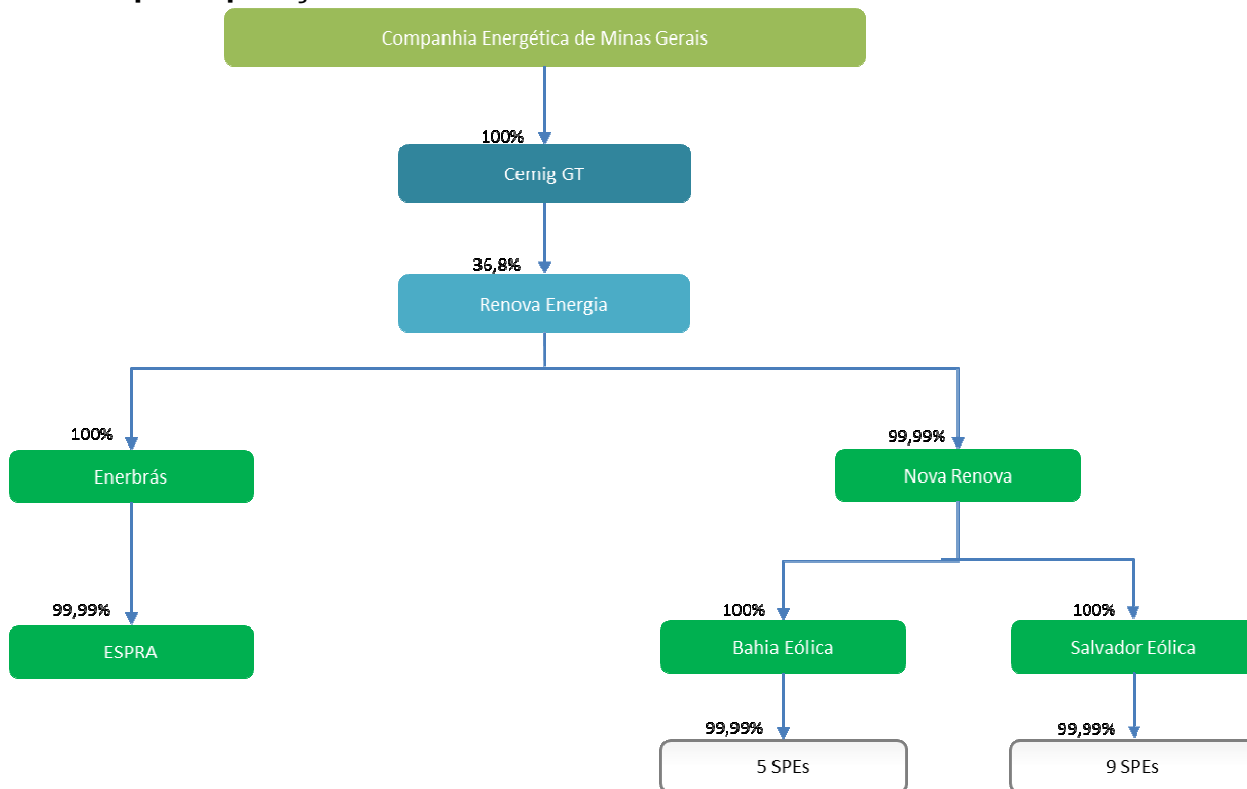 Companhia Energética de Minas Gerais
100%
Cemig GT
36,8%
Renova Energia
100%
99,99%
Enerbrás
Nova Renova
99,99%
100%
100%
ESPRA
Bahia Eólica
Salvador Eólica
99,99%
99,99%
5 SPEs
9 SPEs